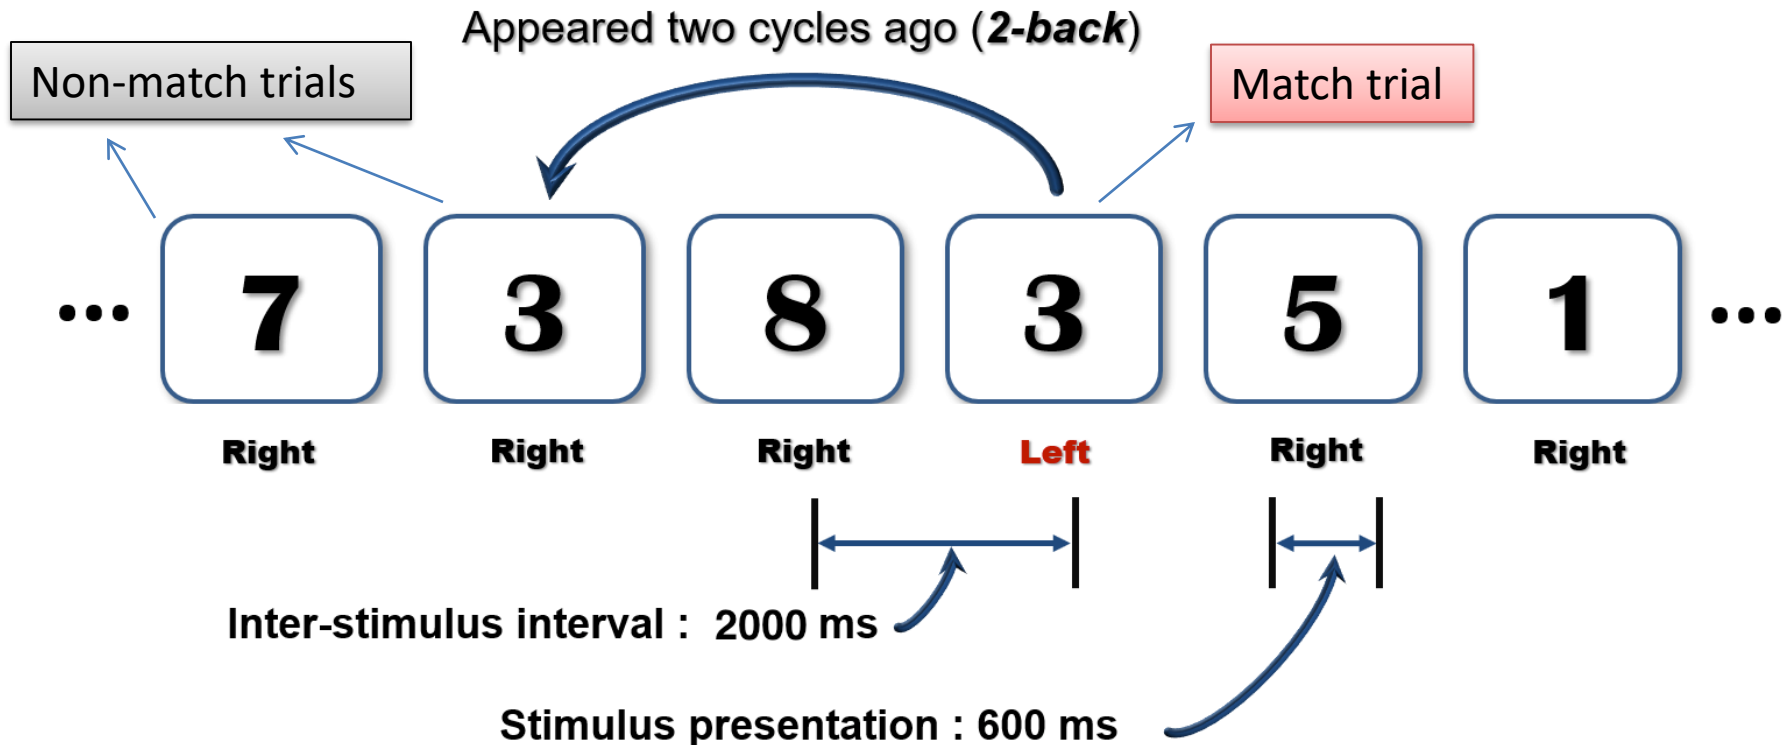 Appeared two cycles ago (2-back)
Non-match trials
Match trial
... 7 3 8 3 5 1 ...
Right Right Right Left Right Right
Inter-stimulus interval : 2000 ms
Stimulus presentation : 600 ms